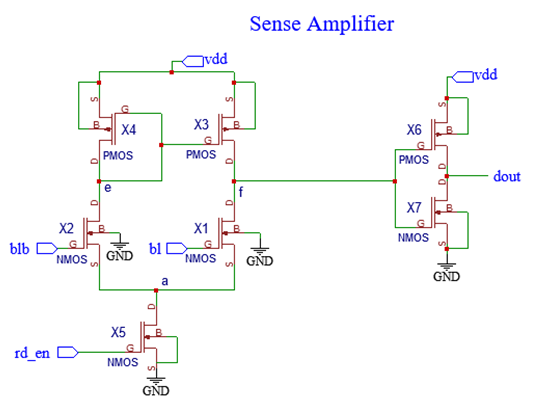 Sense Amplifier
vdd
vdd
S
S
S
G
B
X4
X3
B
X6
B
G
G
PMOS
PMOS
PMOS
D
D
D
e
f
dout
D
D
D
X2
B
X1
B
X7
B
blb
G
bl
G
G
NMOS
GND
NMOS
GND
NMOS
S
S
S
GND
a
D
X5
B
rd_en
G
NMOS
S
GND